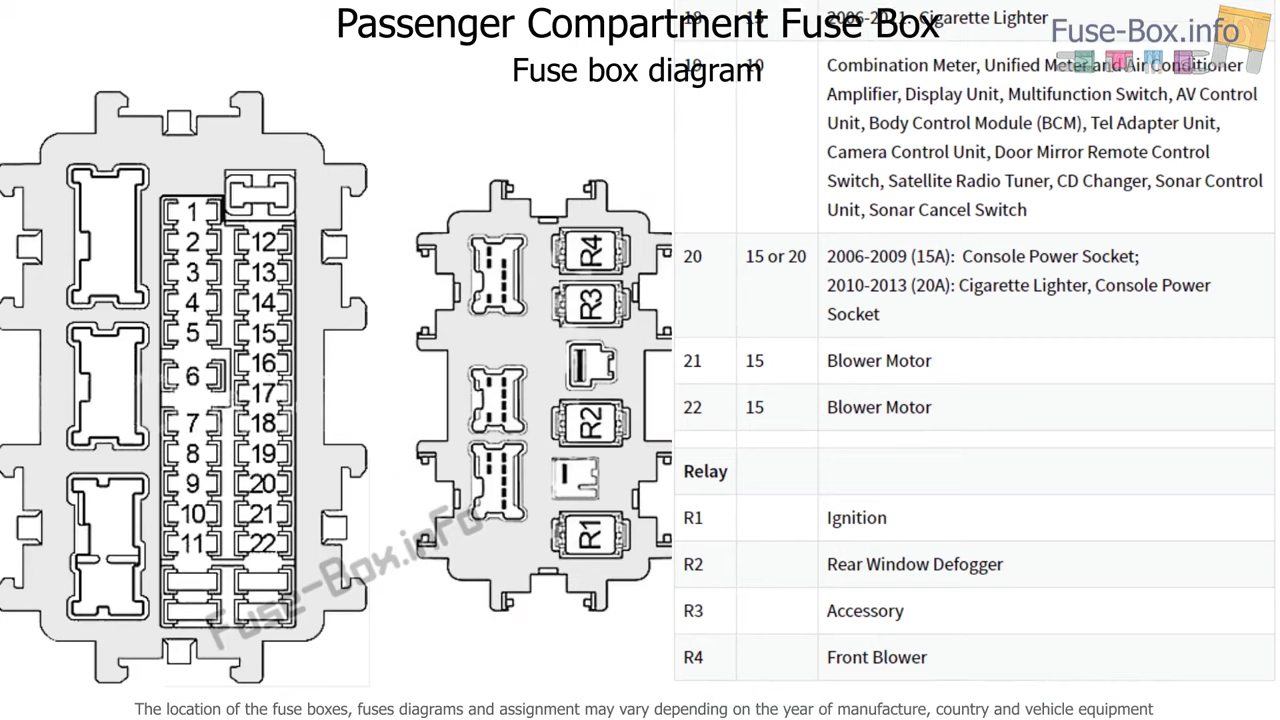 Passenger Compartment Fuse Box
Fuse box diagram
Fuse-Box.info
2006-2011: Cigarette Lighter
19 10 Combination Meter, Unified Meter and Air Conditioner
Amplifier, Display Unit, Multifunction Switch, AV Control
Unit, Body Control Module (BCM), Tel Adapter Unit,
Camera Control Unit, Door Mirror Remote Control
Switch, Satellite Radio Tuner, CD Changer, Sonar Control
Unit, Sonar Cancel Switch
20 15 or 20 2006-2009 (15A): Console Power Socket;
2010-2013 (20A): Cigarette Lighter, Console Power
Socket
21 15 Blower Motor
22 15 Blower Motor
Relay
R1 Ignition
R2 Rear Window Defogger
R3 Accessory
R4 Front Blower
1
2 12
3 13
4 14
5 15
6 16
17
7 18
8 19
9 20
10 21
11 22
R4
R3
R2
R1
Fuse-Box.info
The location of the fuse boxes, fuses diagrams and assignment may vary depending on the year of manufacture, country and vehicle equipment